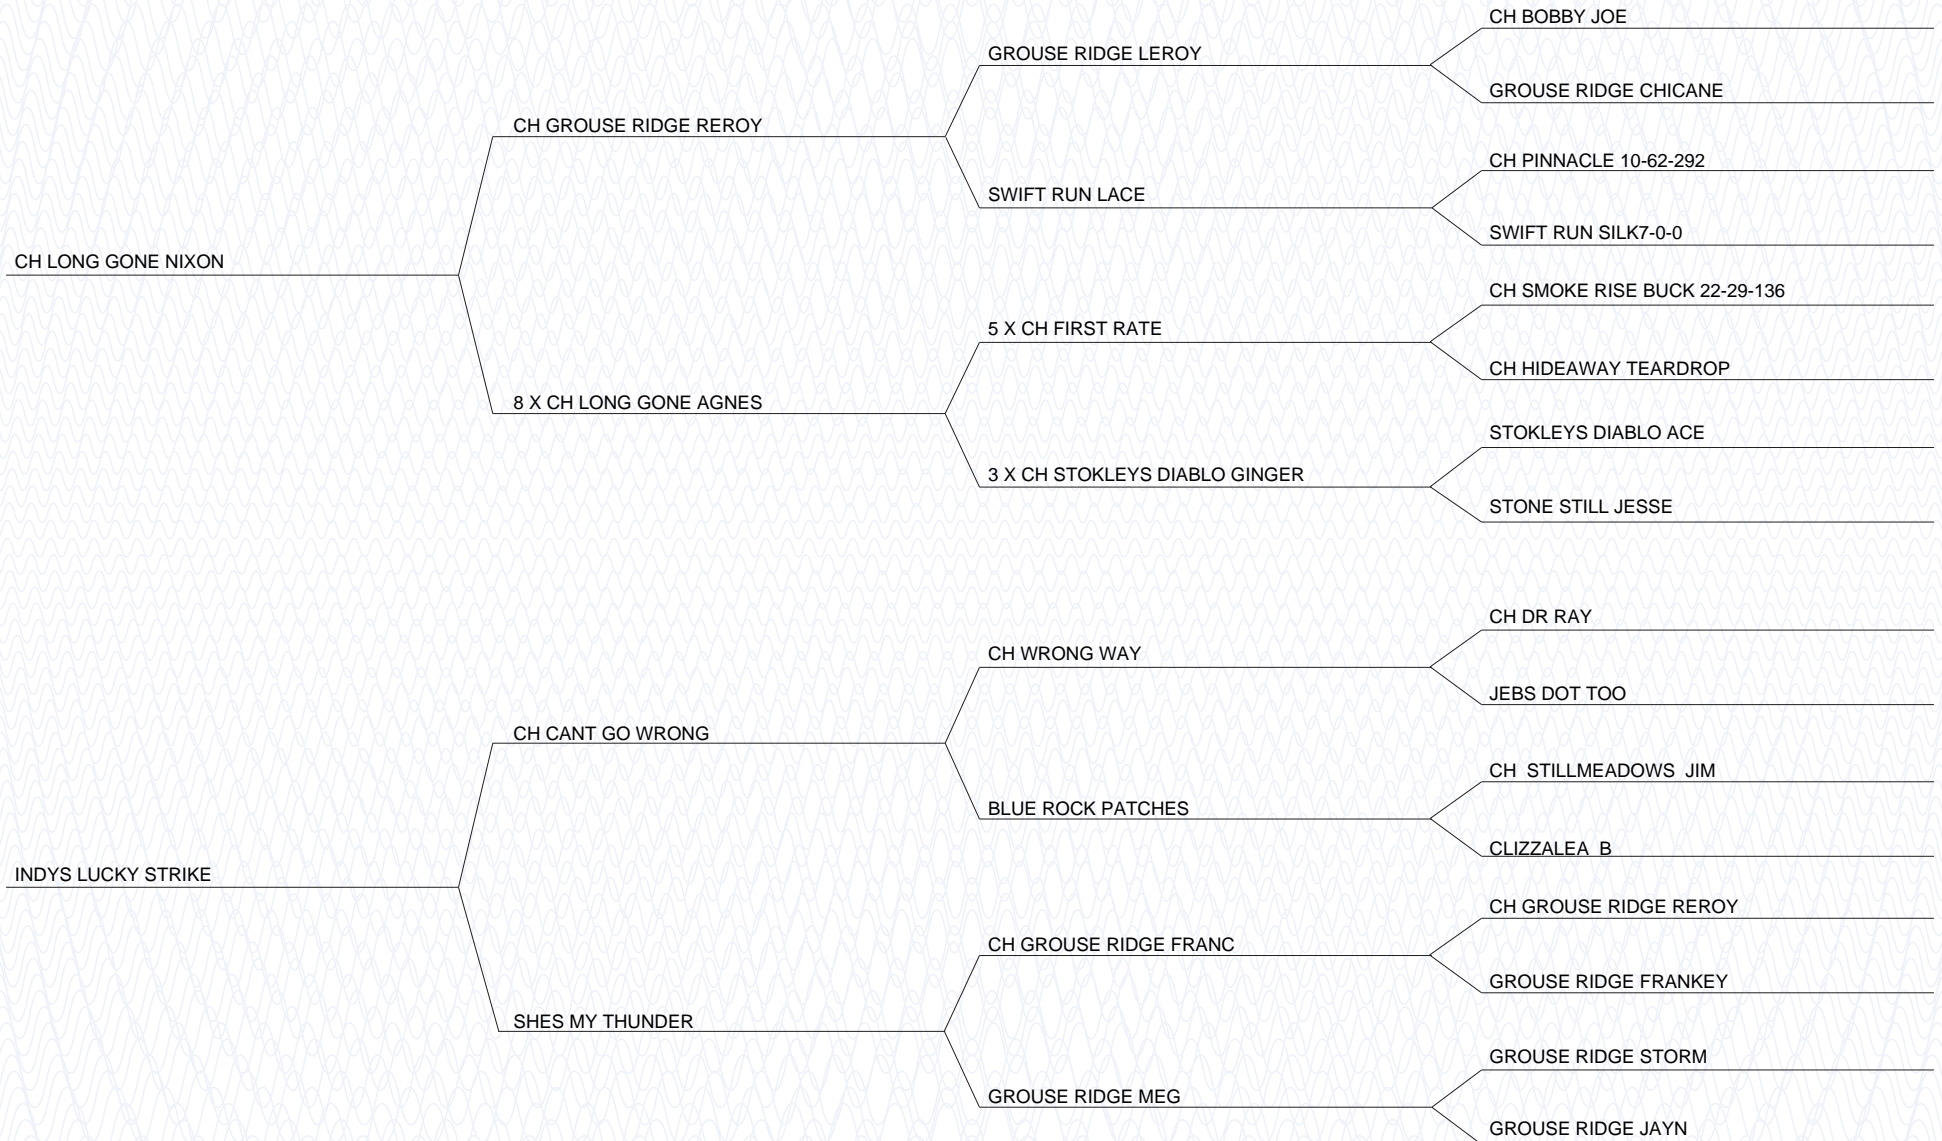 CH BOBBY JOE
GROUSE RIDGE LEROY
GROUSE RIDGE CHICANE
CH GROUSE RIDGE REROY
CH PINNACLE 10-62-292
SWIFT RUN LACE
SWIFT RUN SILK7-0-0
CH LONG GONE NIXON
CH SMOKE RISE BUCK 22-29-136
5 X CH FIRST RATE
CH HIDEAWAY TEARDROP
8 X CH LONG GONE AGNES
STOKLEYS DIABLO ACE
3 X CH STOKLEYS DIABLO GINGER
STONE STILL JESSE
CH DR RAY
CH WRONG WAY
JEBS DOT TOO
CH CANT GO WRONG
CH  STILLMEADOWS  JIM
BLUE ROCK PATCHES
CLIZZALEA  B
INDYS LUCKY STRIKE
CH GROUSE RIDGE REROY
CH GROUSE RIDGE FRANC
GROUSE RIDGE FRANKEY
SHES MY THUNDER
GROUSE RIDGE STORM
GROUSE RIDGE MEG
GROUSE RIDGE JAYN